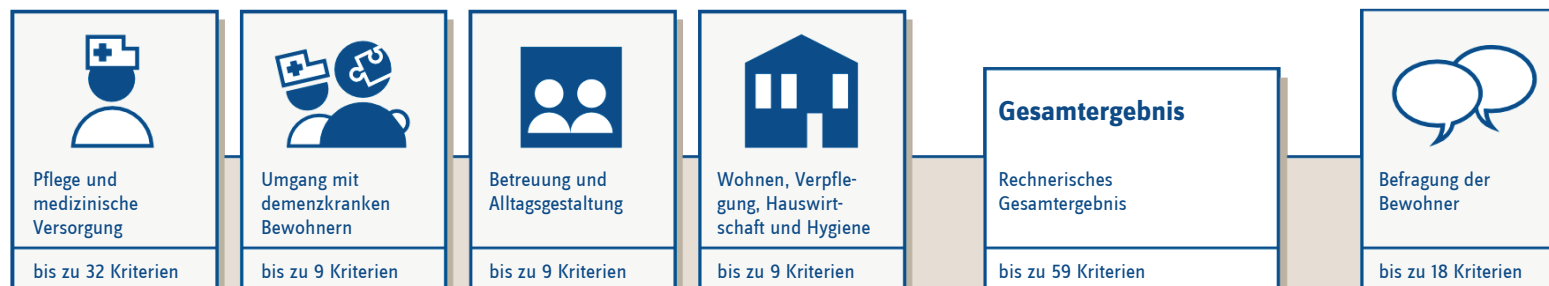 Pflege und
medizinische
Versorgung
bis zu 32 Kriterien
Umgang mit
demenzkranken
Bewohnern
bis zu 9 Kriterien
Betreuung und
Alltagsgestaltung
bis zu 9 Kriterien
Wohnen, Verpfle-
gung, Hauswirt-
schaft und Hygiene
bis zu 9 Kriterien
Gesamtergebnis
Rechnerisches
Gesamtergebnis
bis zu 59 Kriterien
Befragung der
Bewohner
bis zu 18 Kriterien